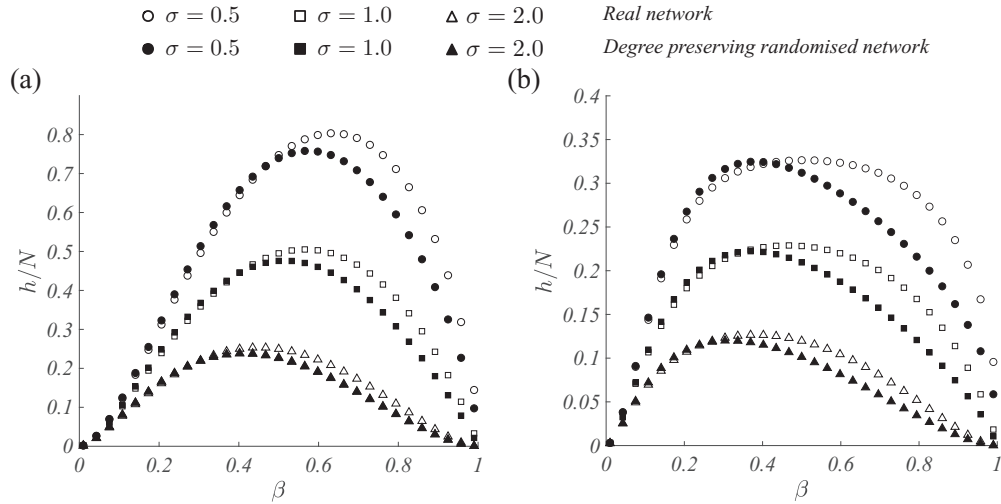 ○ σ = 0.5 □ σ = 1.0 △ σ = 2.0 Real network
● σ = 0.5 ■ σ = 1.0 ▲ σ = 2.0 Degree preserving randomised network
(a)
h/N
0.8
0.7
0.6
0.5
0.4
0.3
0.2
0.1
0
0 0.2 0.4 0.6 0.8 1
β
(b)
h/N
0.4
0.35
0.3
0.25
0.2
0.15
0.1
0.05
0
0 0.2 0.4 0.6 0.8 1
β